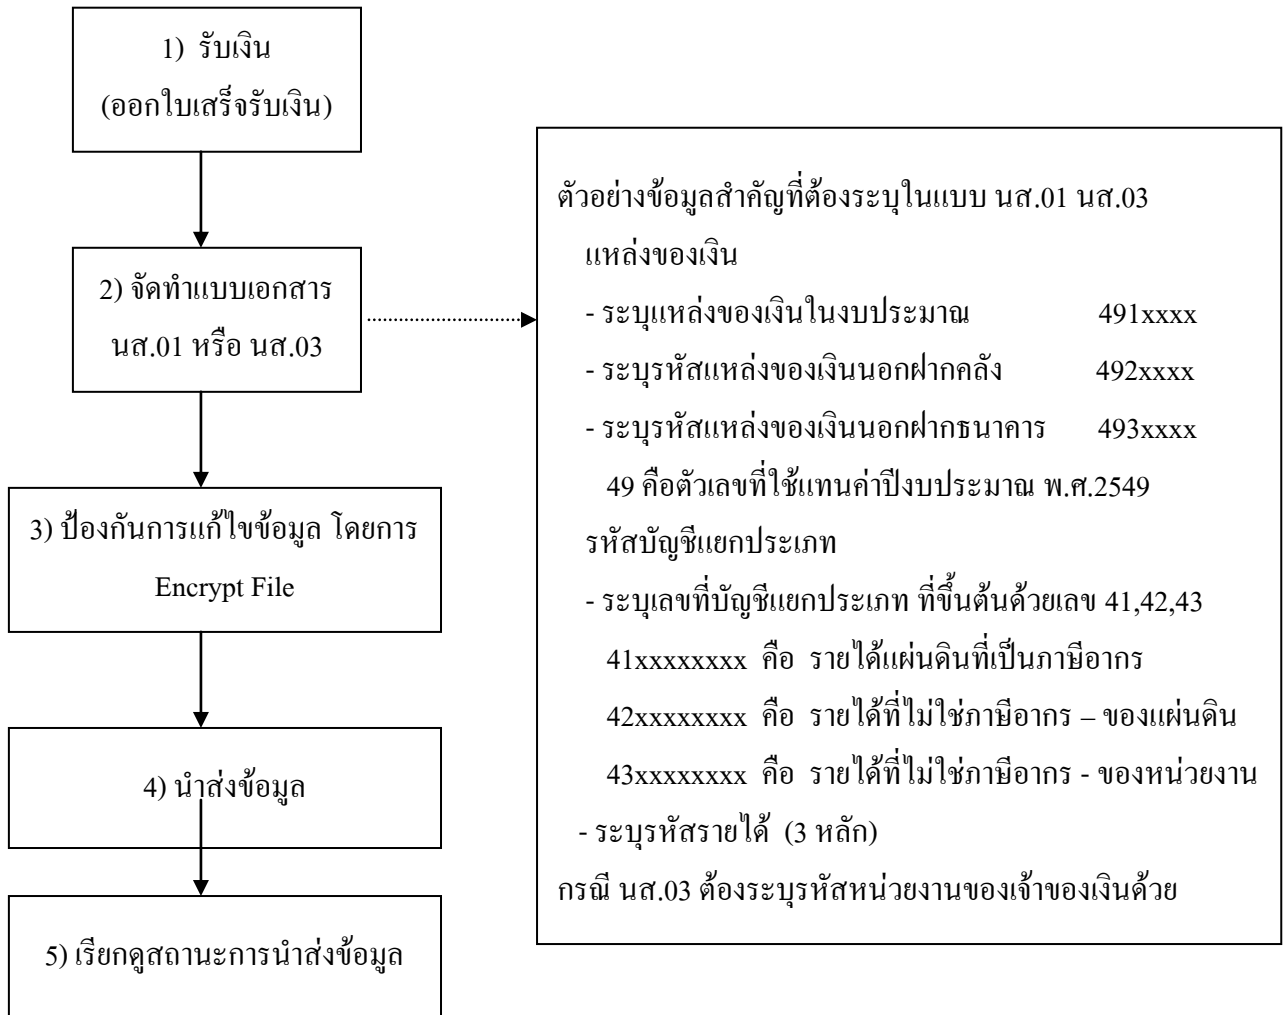 1) รับเงิน
(ออกใบเสร็จรับเงิน)
2) จัดทำแบบเอกสาร
นส.01 หรือ นส.03
3) ป้องกันการแก้ไขข้อมูล โดยการ
Encrypt File
4) นำส่งข้อมูล
5) เรียกดูสถานะการนำส่งข้อมูล
ตัวอย่างข้อมูลสำคัญที่ต้องระบุในแบบ นส.01 นส.03
แหล่งของเงิน
- ระบุแหล่งของเงินในงบประมาณ 491xxxx
- ระบุรหัสแหล่งของเงินนอกฝากคลัง 492xxxx
- ระบุรหัสแหล่งของเงินนอกฝากธนาคาร 493xxxx
49 คือตัวเลขที่ใช้แทนค่าปีงบประมาณ พ.ศ.2549
รหัสบัญชีแยกประเภท
- ระบุเลขที่บัญชีแยกประเภท ที่ขึ้นต้นด้วยเลข 41,42,43
41xxxxxxxx คือ รายได้แผ่นดินที่เป็นภาษีอากร
42xxxxxxxx คือ รายได้ที่ไม่ใช่ภาษีอากร – ของแผ่นดิน
43xxxxxxxx คือ รายได้ที่ไม่ใช่ภาษีอากร - ของหน่วยงาน
- ระบุรหัสรายได้ (3 หลัก)
กรณี นส.03 ต้องระบุรหัสหน่วยงานของเจ้าของเงินด้วย